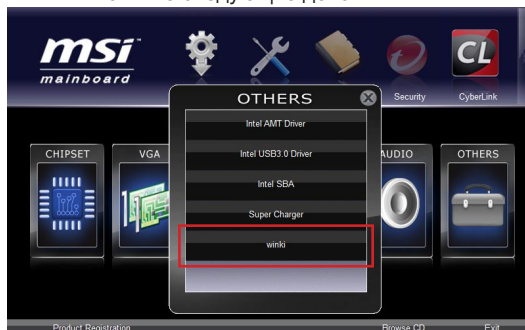 msi
mainboard
CL
Security
CyberLink
OTHERS
Intel AMT Driver
Intel USB3.0 Driver
Intel SBA
Super Charger
winki
CHIPSET
VGA
AUDIO
OTHERS
Product Registration
Browse CD
Exit